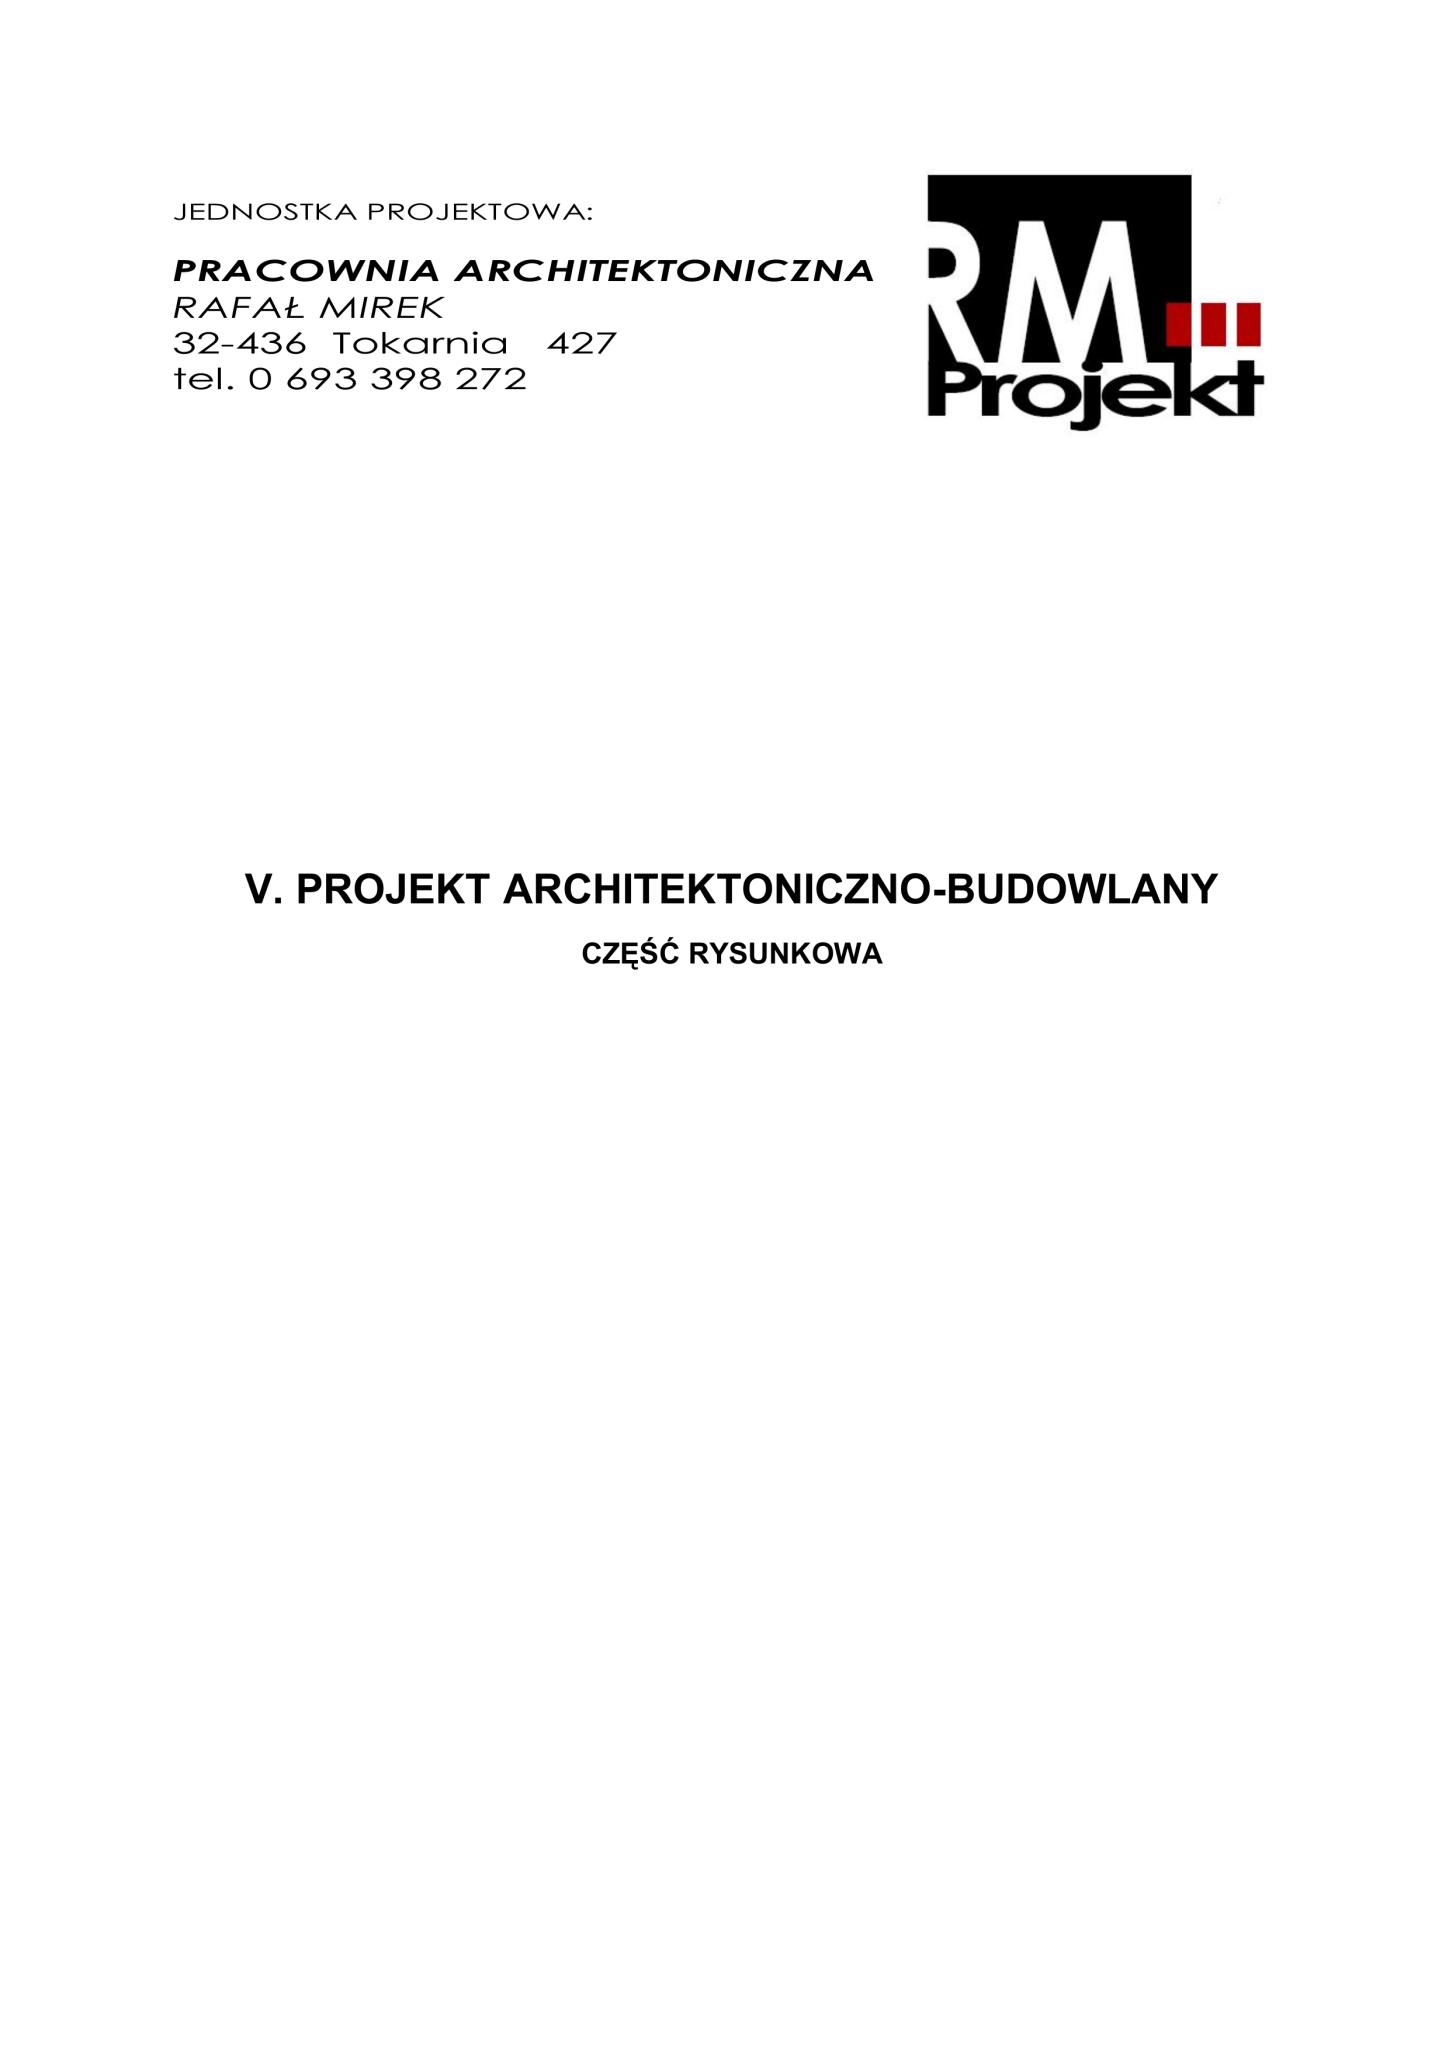 JEDNOSTKA PROJEKTOWA:
PRACOWNIA ARCHITEKTONICZNA
RAFAŁ MIREK
32-436 Tokarnia 427
tel. 0 693 398 272
RM
Projekt
V. PROJEKT ARCHITEKTONICZNO-BUDOWLANY
CZĘŚĆ RYSUNKOWA